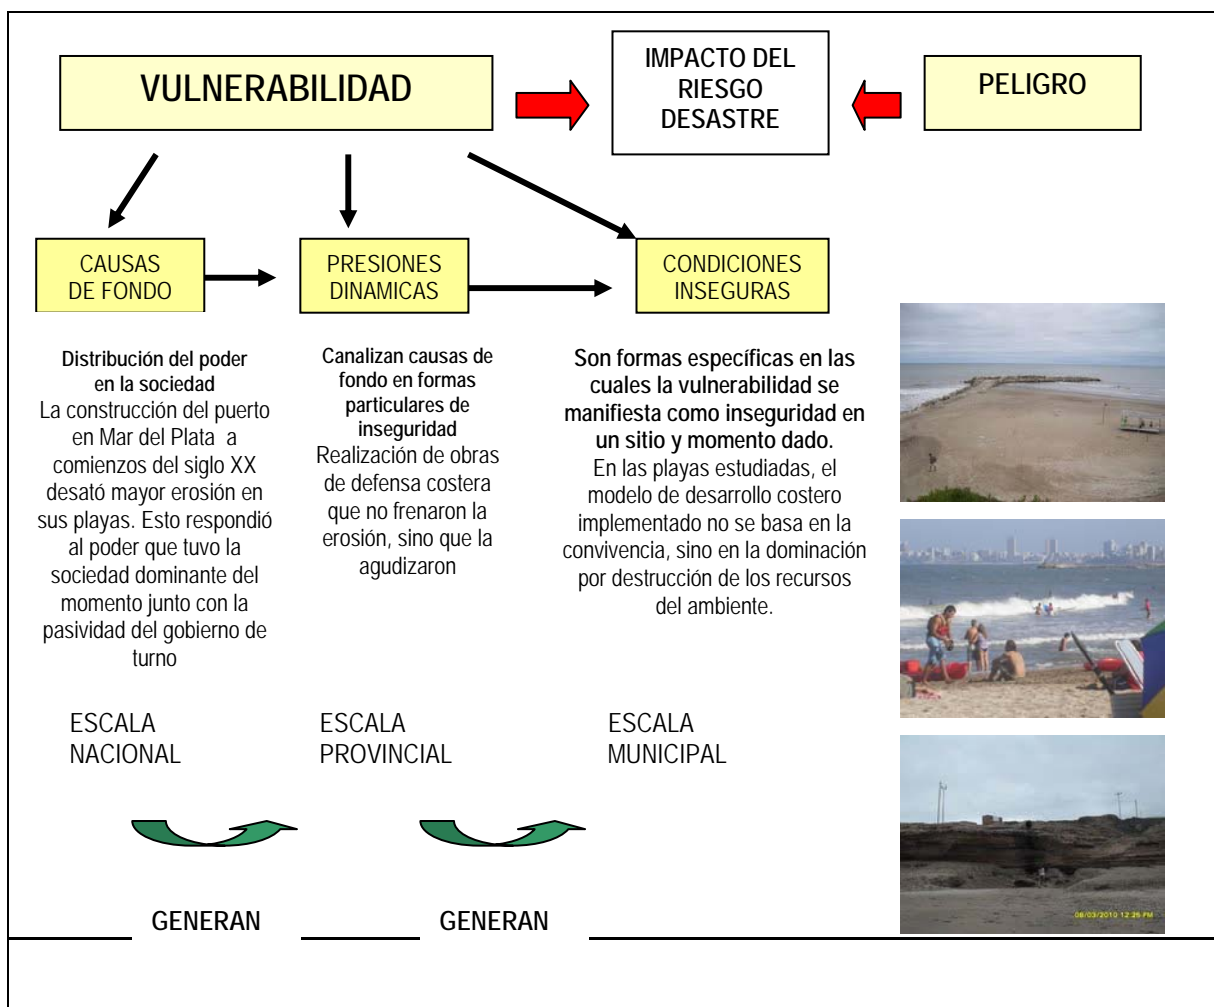 VULNERABILIDAD
IMPACTO DEL
RIESGO
DESASTRE
PELIGRO
CAUSAS
DE FONDO
PRESIONES
DINAMICAS
CONDICIONES
INSEGURAS
Distribución del poder
en la sociedad
La construcción del puerto
en Mar del Plata a
comienzos del siglo XX
desató mayor erosión en
sus playas. Esto respondió
al poder que tuvo la
sociedad dominante del
momento junto con la
pasividad del gobierno de
turno
Canalizan causas de
fondo en formas
particulares de
inseguridad
Realización de obras
de defensa costera
que no frenaron la
erosión, sino que la
agudizaron
Son formas específicas en las
cuales la vulnerabilidad se
manifiesta como inseguridad en
un sitio y momento dado.
En las playas estudiadas, el
modelo de desarrollo costero
implementado no se basa en la
convivencia, sino en la dominación
por destrucción de los recursos
del ambiente.
ESCALA
NACIONAL
ESCALA
PROVINCIAL
ESCALA
MUNICIPAL
GENERAN
GENERAN
08/03/2010 12:26 PM